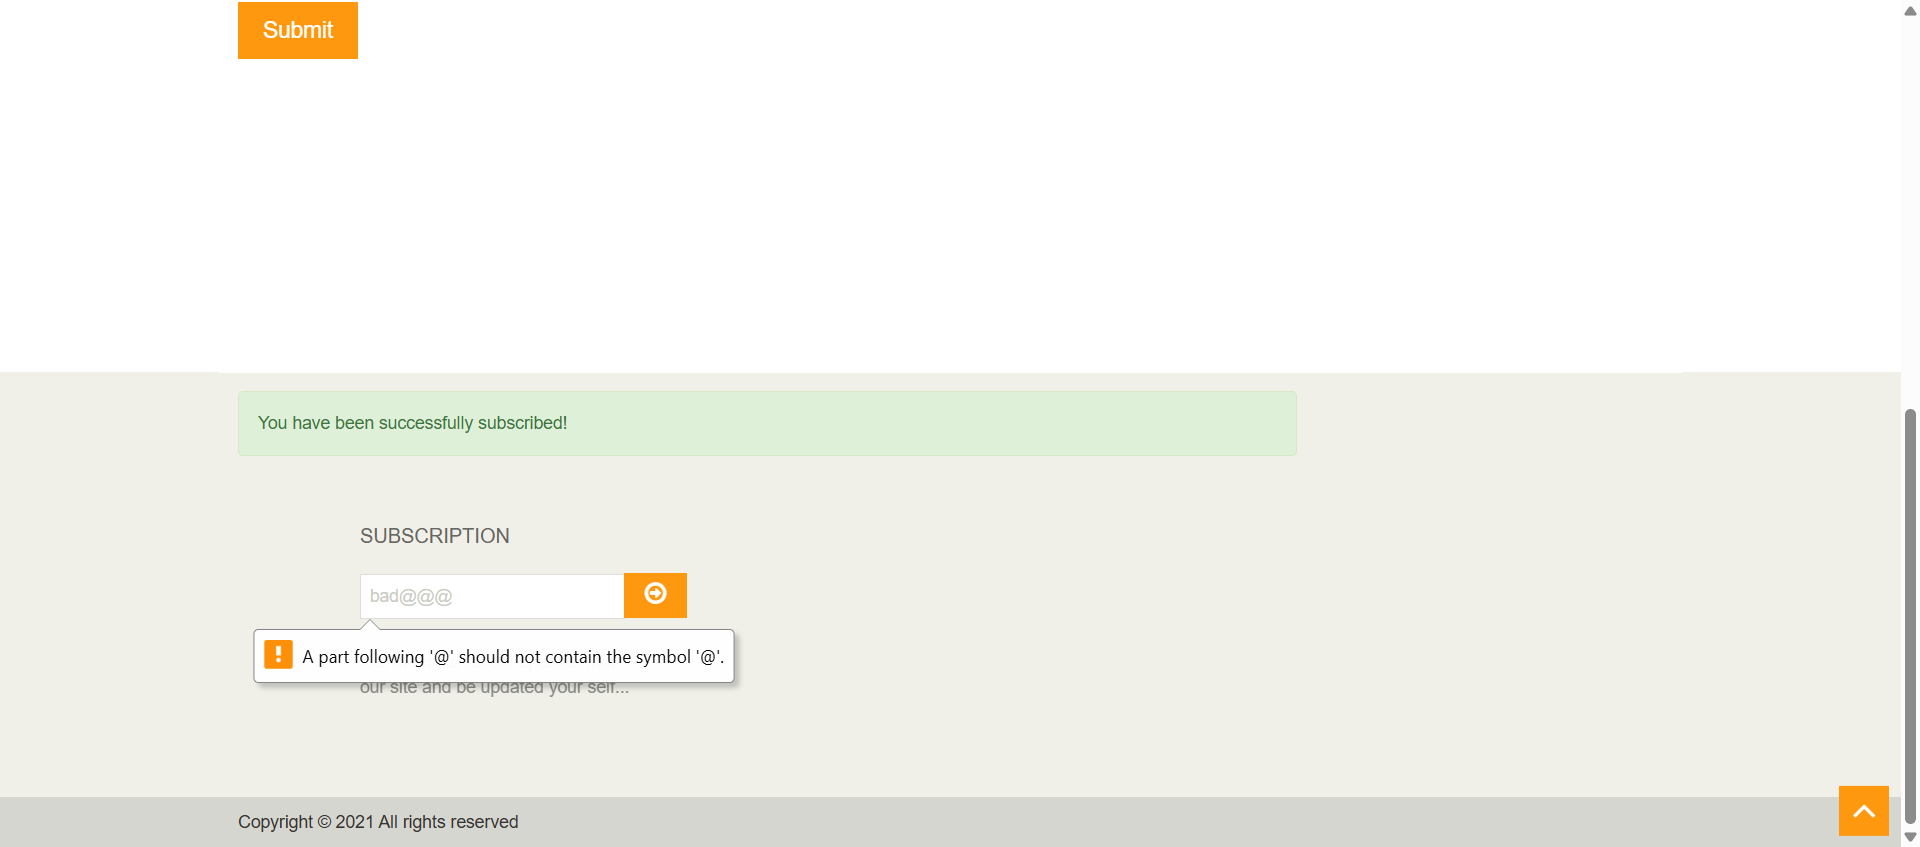 Submit
You have been successfully subscribed!
SUBSCRIPTION
bad@@@
A part following '@' should not contain the symbol '@'.
our site and be updated your self...
Copyright © 2021 All rights reserved